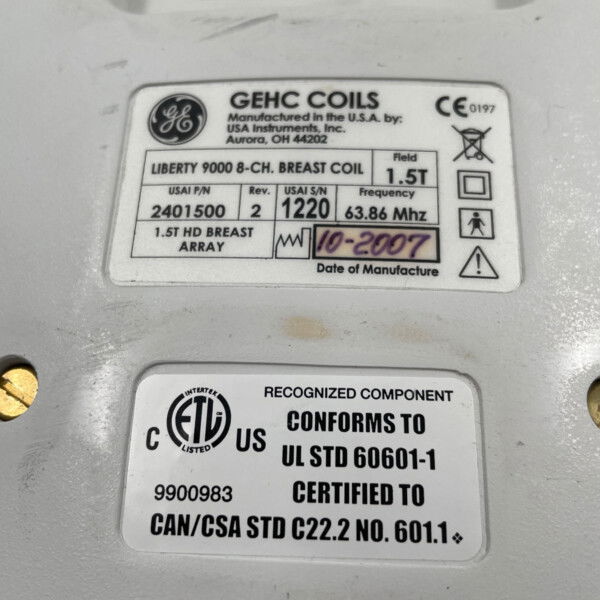 GE
GEHC COILS
Manufactured in the U.S.A. by:
USA Instruments, Inc.
Aurora, OH 44202
CE 0197
LIBERTY 9000 8-CH. BREAST COIL
Field
1.5T
USAI P/N
2401500
Rev.
2
USAI S/N
1220
Frequency
63.86 Mhz
1.5T HD BREAST
ARRAY
10-2007
Date of Manufacture
INTERTEK
ETL
LISTED
C
US
9900983
RECOGNIZED COMPONENT
CONFORMS TO
UL STD 60601-1
CERTIFIED TO
CAN/CSA STD C22.2 NO. 601.1